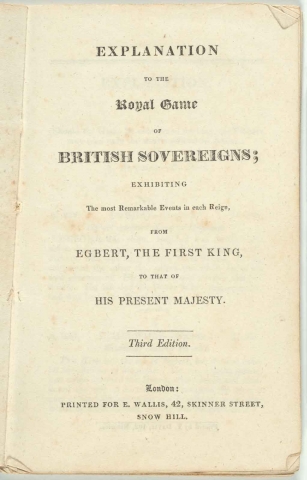 EXPLANATION
TO THE
Royal Game
OF
BRITISH SOVEREIGNS;
EXHIBITING
The most Remarkable Events in each Reign,
FROM
EGBERT, THE FIRST KING,
TO THAT OF
HIS PRESENT MAJESTY.
Third Edition.
London:
PRINTED FOR E. WALLIS, 42, SKINNER STREET,
SNOW HILL.